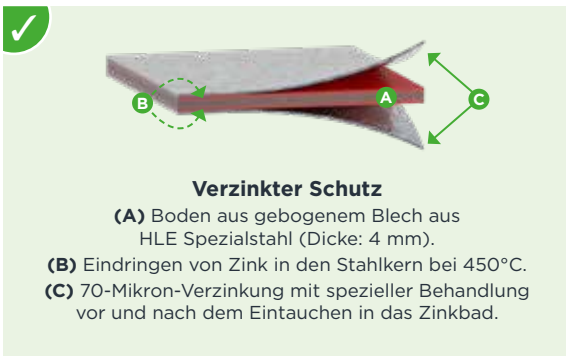 B
A
C
Verzinkter Schutz
(A) Boden aus gebogenem Blech aus
HLE Spezialstahl (Dicke: 4 mm).
(B) Eindringen von Zink in den Stahlkern bei 450°C.
(C) 70-Mikron-Verzinkung mit spezieller Behandlung
vor und nach dem Eintauchen in das Zinkbad.